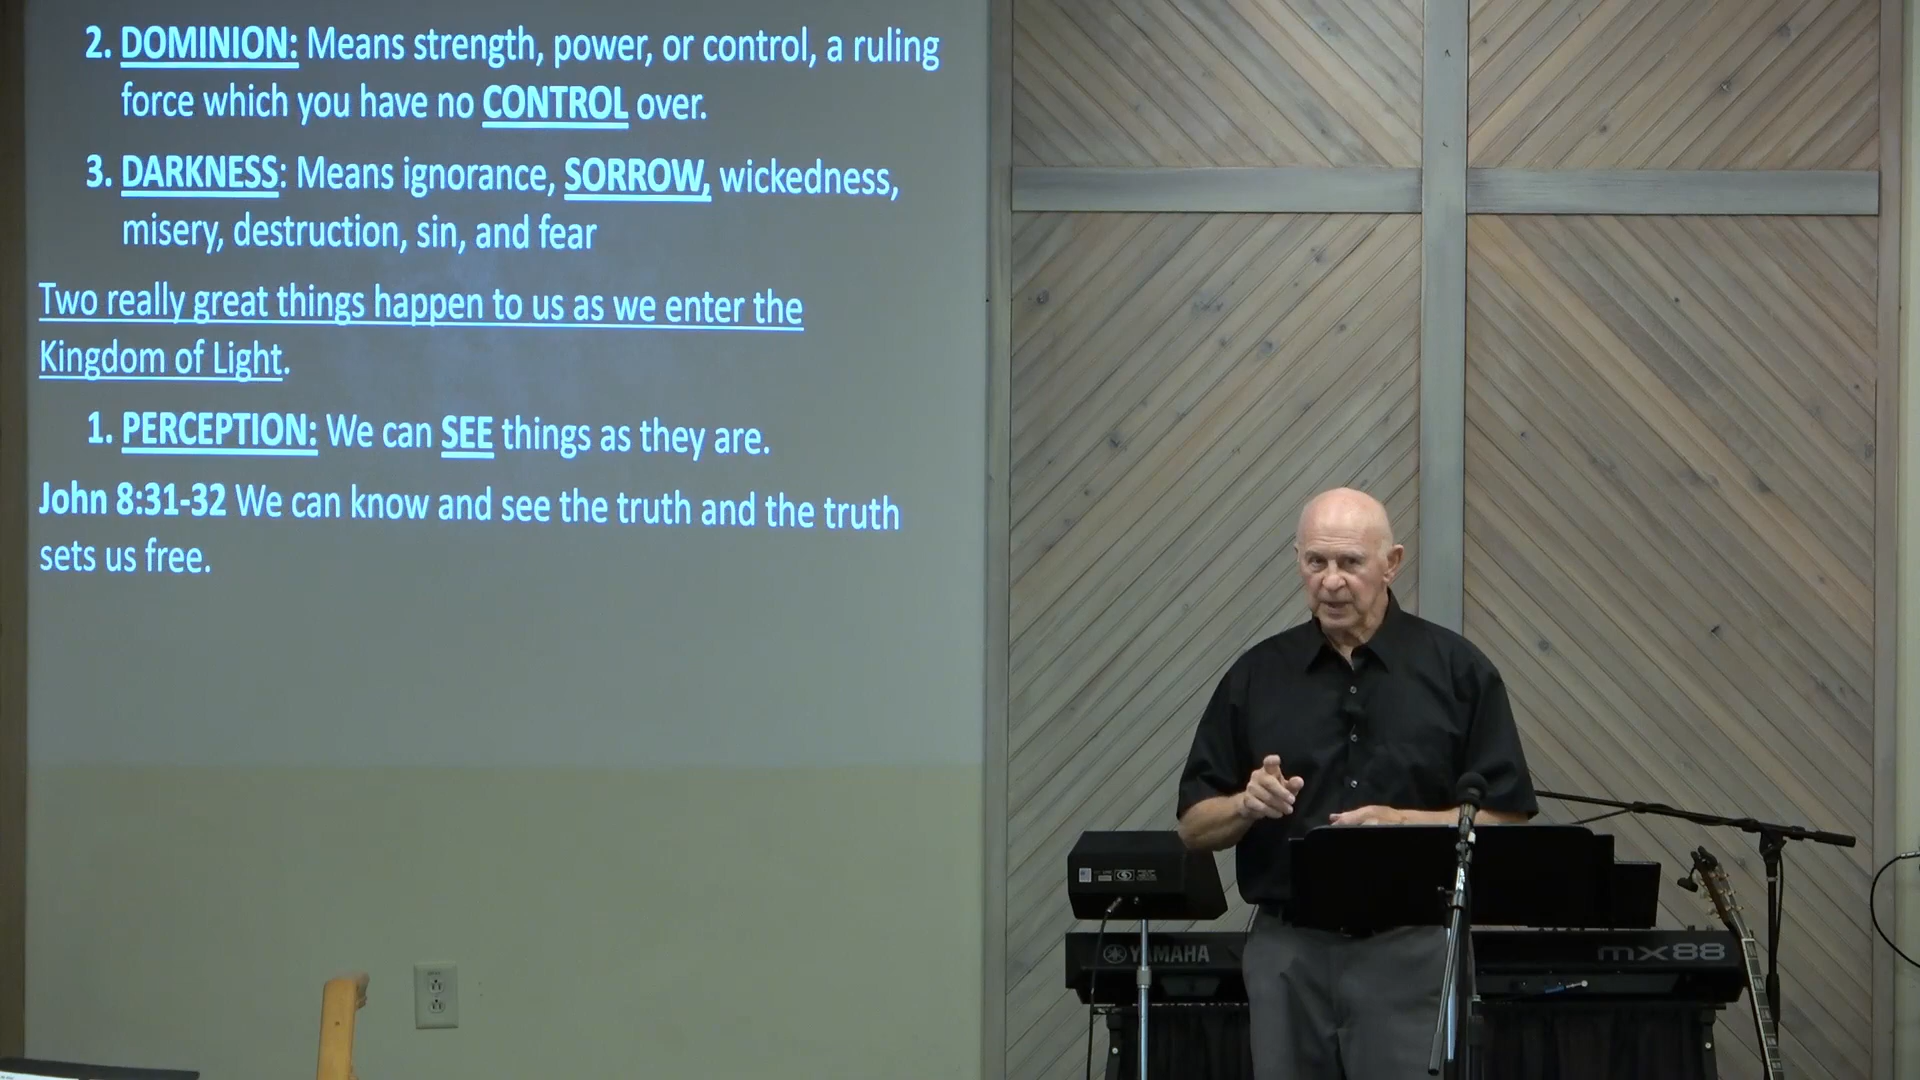 2. DOMINION: Means strength, power, or control, a ruling
force which you have no CONTROL over.
3. DARKNESS: Means ignorance, SORROW, wickedness,
misery, destruction, sin, and fear
Two really great things happen to us as we enter the
Kingdom of Light.
1. PERCEPTION: We can SEE things as they are.
John 8:31-32 We can know and see the truth and the truth
sets us free.
YAMAHA
MX88